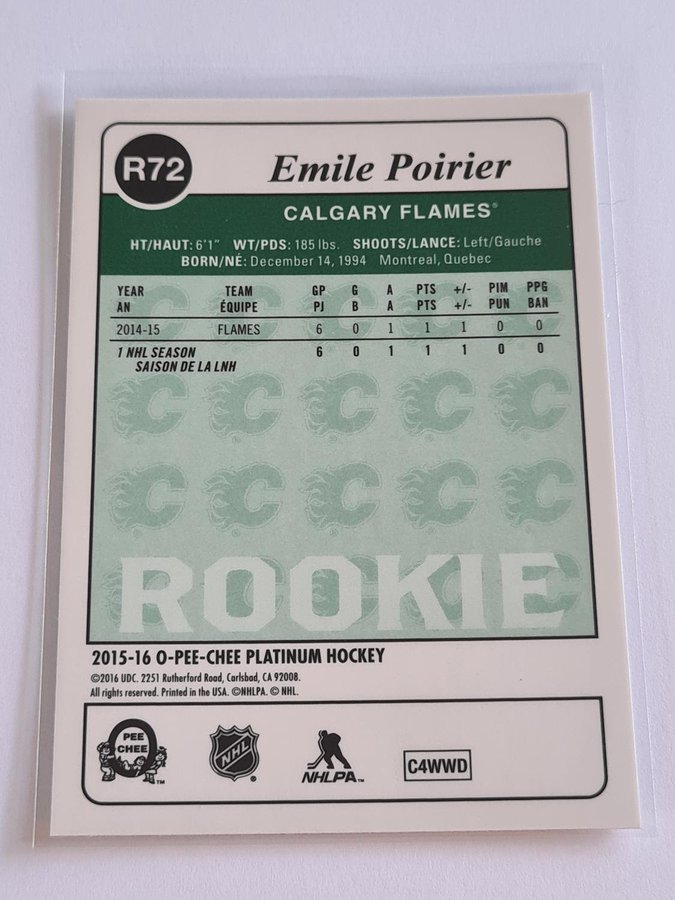 R72
Emile Poirier
CALGARY FLAMES®
HT/HAUT: 6'1" WT/PDS: 185 lbs. SHOOTS/LANCE: Left/Gauche
BORN/NÉ: December 14, 1994 Montreal, Quebec
YEAR TEAM GP G A PTS +/- PIM PPG
AN ÉQUIPE PJ B A PTS +/- PUN BAN
2014-15 FLAMES 6 0 1 1 1 0 0
1 NHL SEASON 6 0 1 1 1 0 0
SAISON DE LA LNH
ROOKIE
2015-16 O-PEE-CHEE PLATINUM HOCKEY
©2016 UDC. 2251 Rutherford Road, Carlsbad, CA 92008.
All rights reserved. Printed in the USA. ©NHLPA. © NHL.
O PEE CHEE ™
NHL ®
NHLPA™
C4WWD